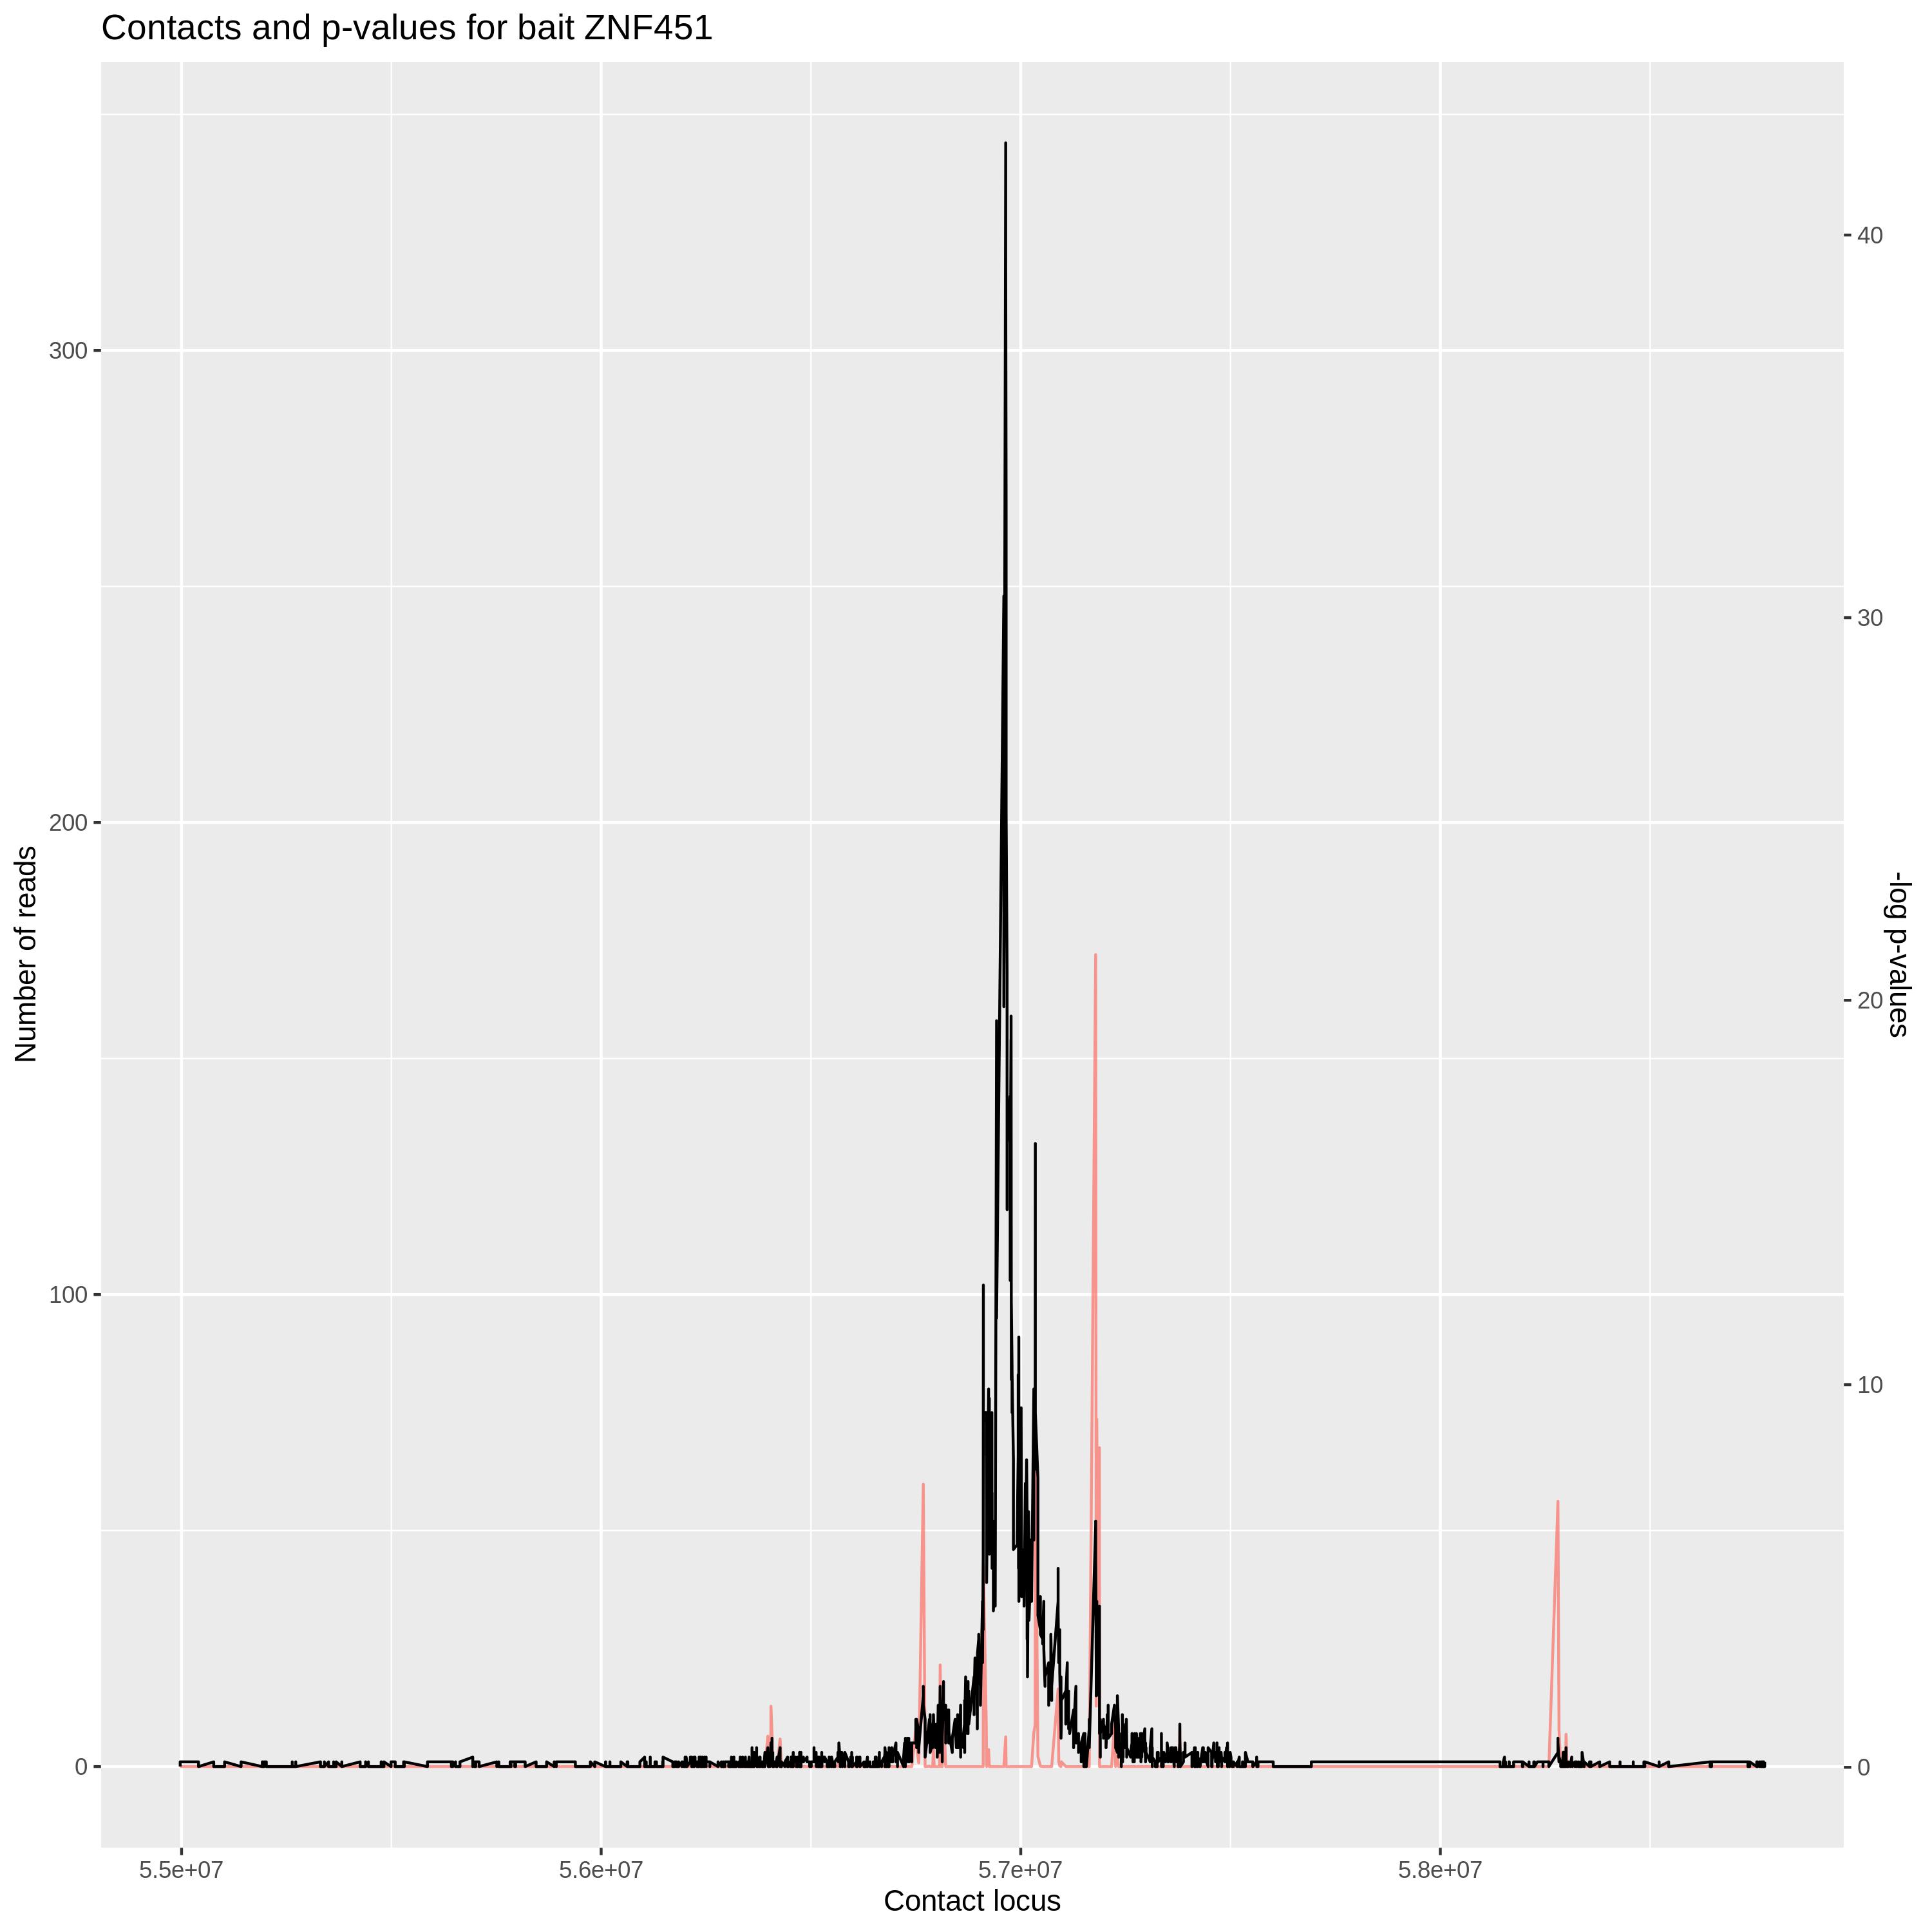 Contacts and p-values for bait ZNF451
Number of reads
300
200
100
0
40
30
20
10
0
-log p-values
5.5e+07 5.6e+07 5.7e+07 5.8e+07
Contact locus